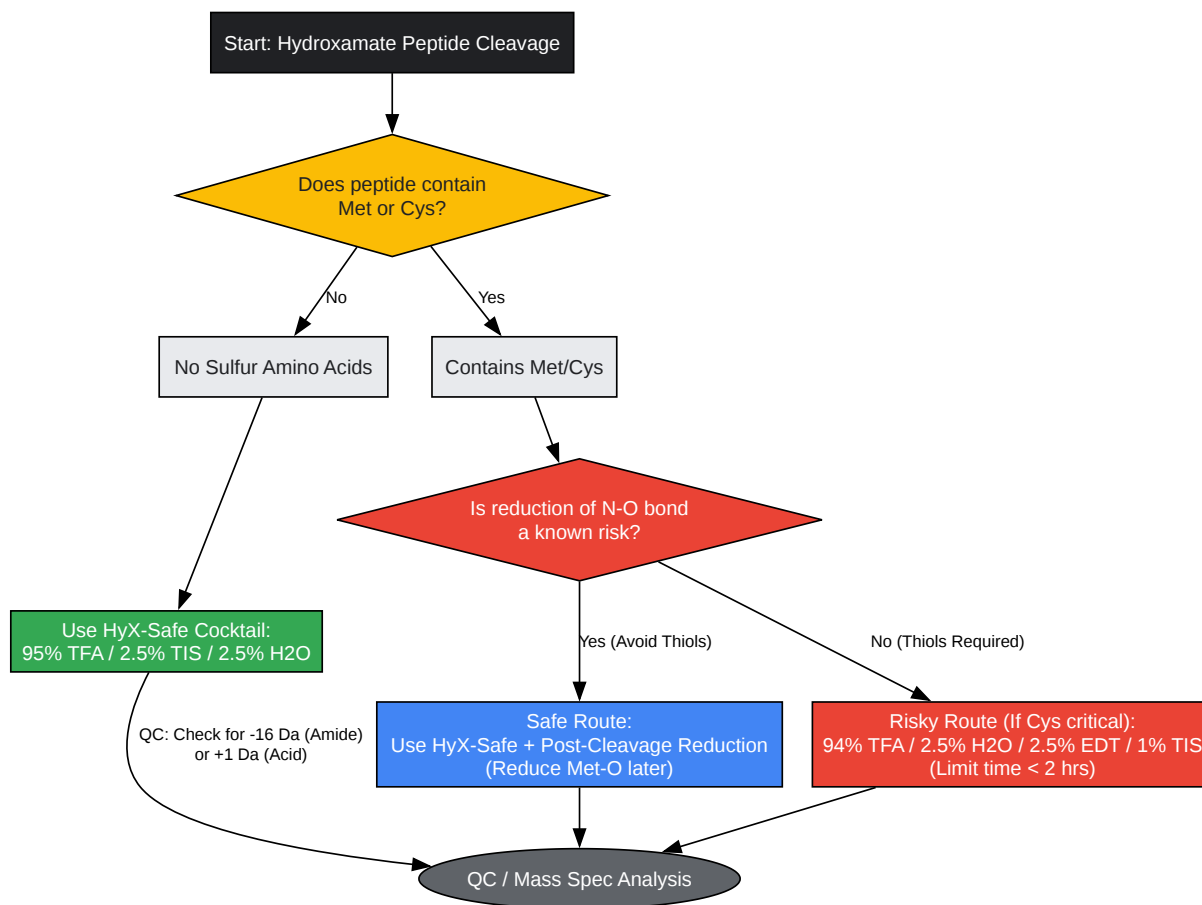 Start: Hydroxamate Peptide Cleavage
Does peptide contain
Met or Cys?
No
Yes
No Sulfur Amino Acids
Contains Met/Cys
Is reduction of N-O bond
a known risk?
Use HyX-Safe Cocktail:
95% TFA / 2.5% TIS / 2.5% H2O
Yes (Avoid Thiols)
No (Thiols Required)
QC: Check for -16 Da (Amide)
or +1 Da (Acid)
Safe Route:
Use HyX-Safe + Post-Cleavage Reduction
(Reduce Met-O later)
Risky Route (If Cys critical):
94% TFA / 2.5% H2O / 2.5% EDT / 1% TIS
(Limit time < 2 hrs)
QC / Mass Spec Analysis